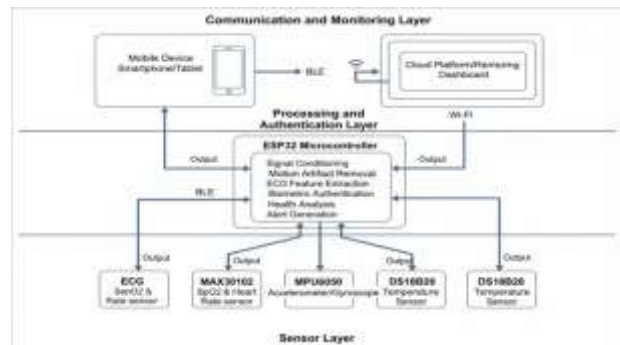 Communication and Monitoring Layer
Mobile Device
Smartphone/Tablet
BLE
Cloud Platform/Remoring
Dashboard
Processing and
Authentication Layer
Wi-Fi
ESP32 Microcontroller
Output
Output
Signal Conditioning
Motion Artifact Removal
ECG Feature Extraction
Biometric Authentication
Health Analysis
Alert Generation
BLE
Output
Output
Output
Output
ECG
SerO2 &
Rate sensor
MAX30102
SpO2 & Heart
Rate sensor
MPU6050
Accelerometer/Gyroscope
DS18B20
Temperature
Sensor
DS18B20
Temperature
Sensor
Sensor Layer